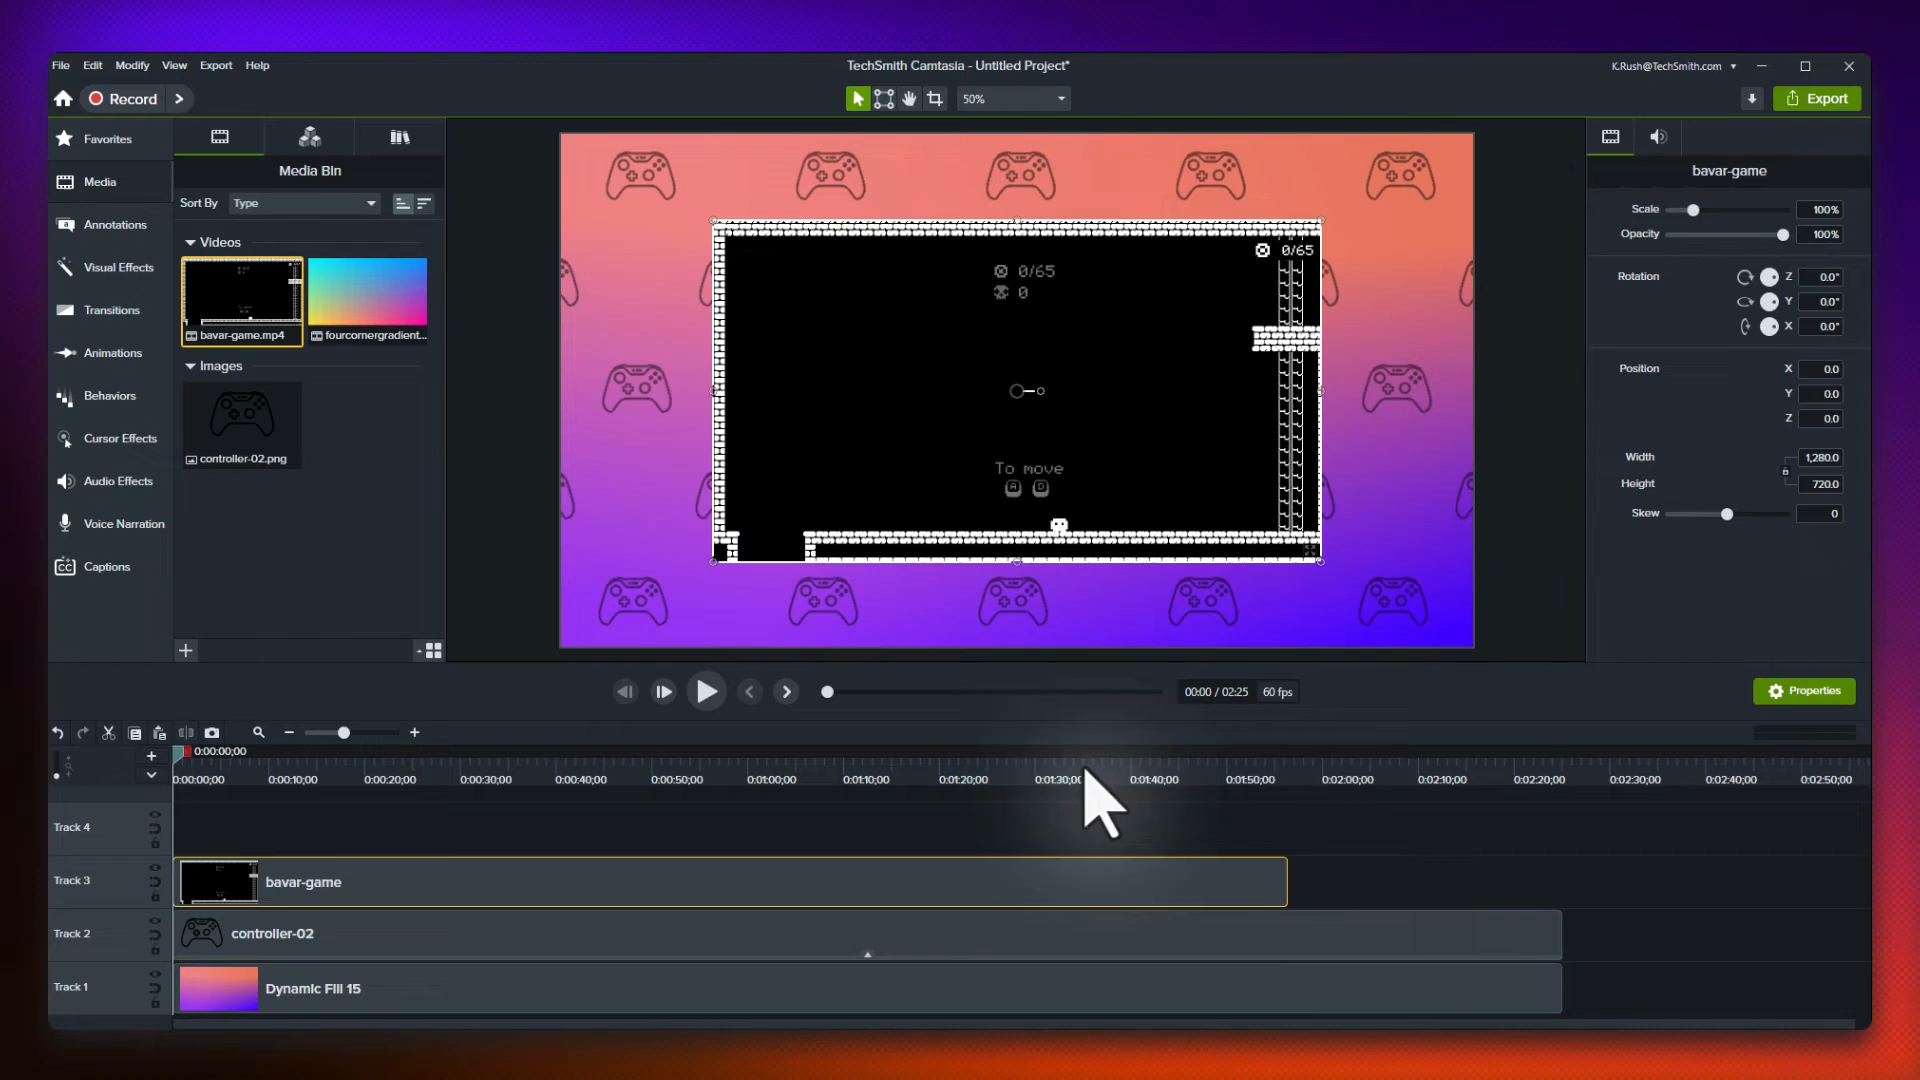 File Edit Modify View Export Help
TechSmith Camtasia - Untitled Project*
K.Rush@TechSmith.com
Record
50%
Export
Favorites
Media
Annotations
Visual Effects
Transitions
Animations
Behaviors
Cursor Effects
Audio Effects
Voice Narration
CC Captions
Media Bin
Sort By Type
Videos
bavar-game.mp4 fourcornergradient...
Images
controller-02.png
0/65
0/65
0
To move
A D
bavar-game
Scale 100%
Opacity 100%
Rotation Z 0.0°
Y 0.0°
X 0.0°
Position X 0.0
Y 0.0
Z 0.0
Width 1,280.0
Height 720.0
Skew 0
00:00 / 02:25 60 fps
Properties
0:00:00;00
0:00:00;00 0:00:10;00 0:00:20;00 0:00:30;00 0:00:40;00 0:00:50;00 0:01:00;00 0:01:10;00 0:01:20;00 0:01:30;00 0:01:40;00 0:01:50;00 0:02:00;00 0:02:10;00 0:02:20;00 0:02:30;00 0:02:40;00 0:02:50;00
Track 4
Track 3 bavar-game
Track 2 controller-02
Track 1 Dynamic Fill 15